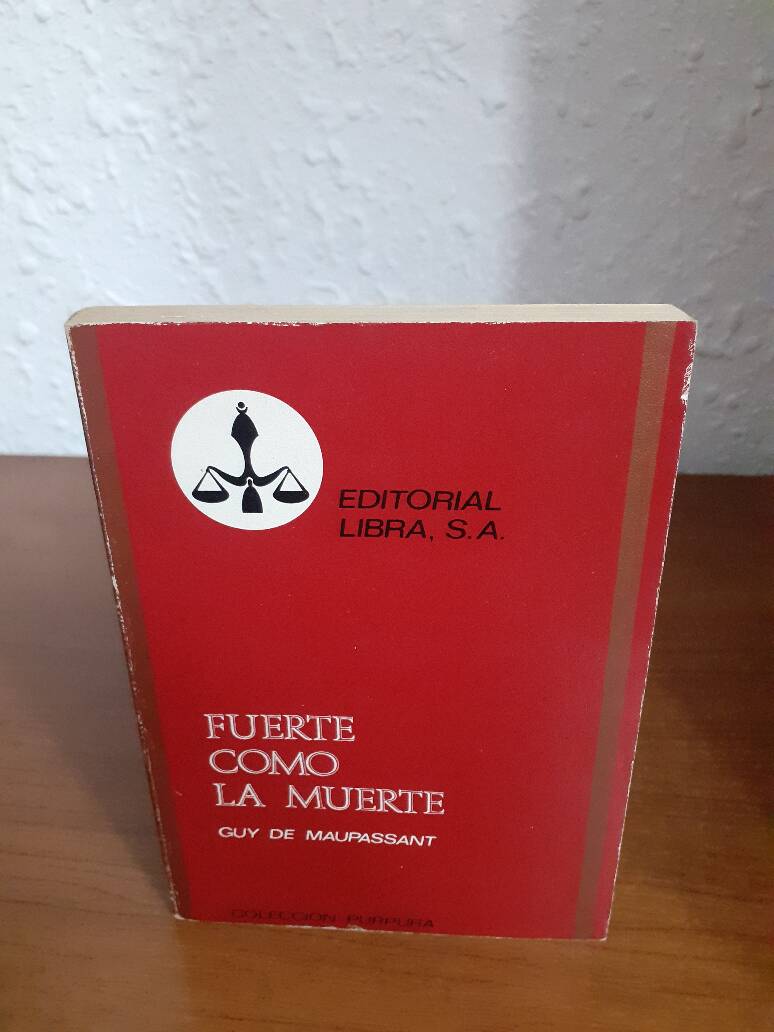 EDITORIAL
LIBRA, S.A.
FUERTE
COMO
LA MUERTE
GUY DE MAUPASSANT
COLECCION PURPURA